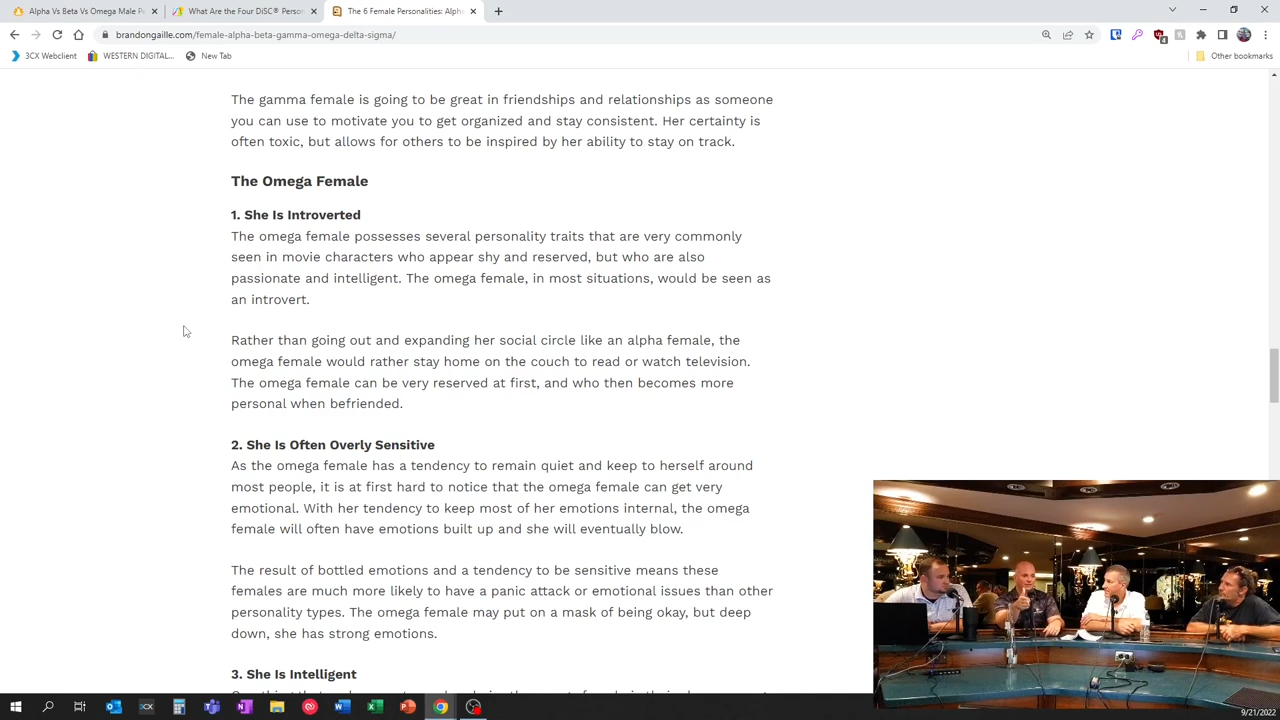 Alpha Vs Beta Vs Omega Male P
What Are the Four DiSC® Person
The 6 Female Personalities: Alph
brandongaille.com/female-alpha-beta-gamma-omega-delta-sigma/
3CX Webclient
WESTERN DIGITAL...
New Tab
Other bookmarks
The gamma female is going to be great in friendships and relationships as someone
you can use to motivate you to get organized and stay consistent. Her certainty is
often toxic, but allows for others to be inspired by her ability to stay on track.
The Omega Female
1. She Is Introverted
The omega female possesses several personality traits that are very commonly
seen in movie characters who appear shy and reserved, but who are also
passionate and intelligent. The omega female, in most situations, would be seen as
an introvert.
Rather than going out and expanding her social circle like an alpha female, the
omega female would rather stay home on the couch to read or watch television.
The omega female can be very reserved at first, and who then becomes more
personal when befriended.
2. She Is Often Overly Sensitive
As the omega female has a tendency to remain quiet and keep to herself around
most people, it is at first hard to notice that the omega female can get very
emotional. With her tendency to keep most of her emotions internal, the omega
female will often have emotions built up and she will eventually blow.
The result of bottled emotions and a tendency to be sensitive means these
females are much more likely to have a panic attack or emotional issues than other
personality types. The omega female may put on a mask of being okay, but deep
down, she has strong emotions.
3. She Is Intelligent
9/21/2022